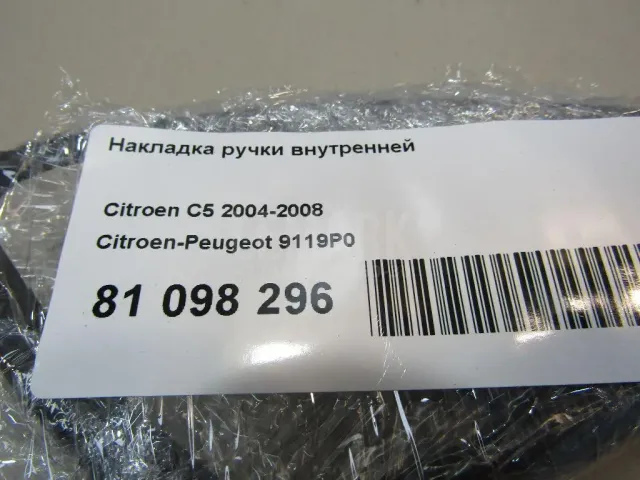 Накладка ручки внутренней
Citroen C5 2004-2008
Citroen-Peugeot 9119P0
81 098 296